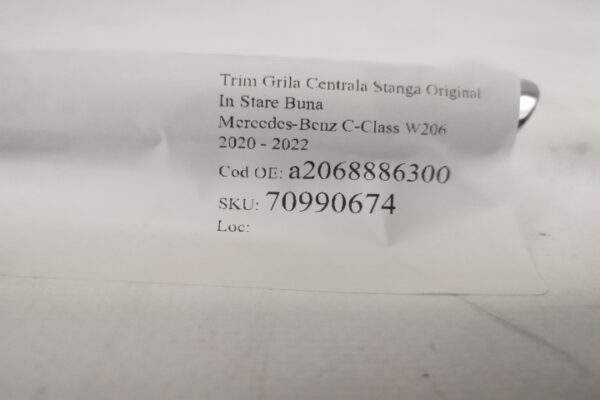 Trim Grila Centrala Stanga Original
In Stare Buna
Mercedes-Benz C-Class W206
2020 - 2022
Cod OE: a2068886300
SKU: 70990674
Loc: